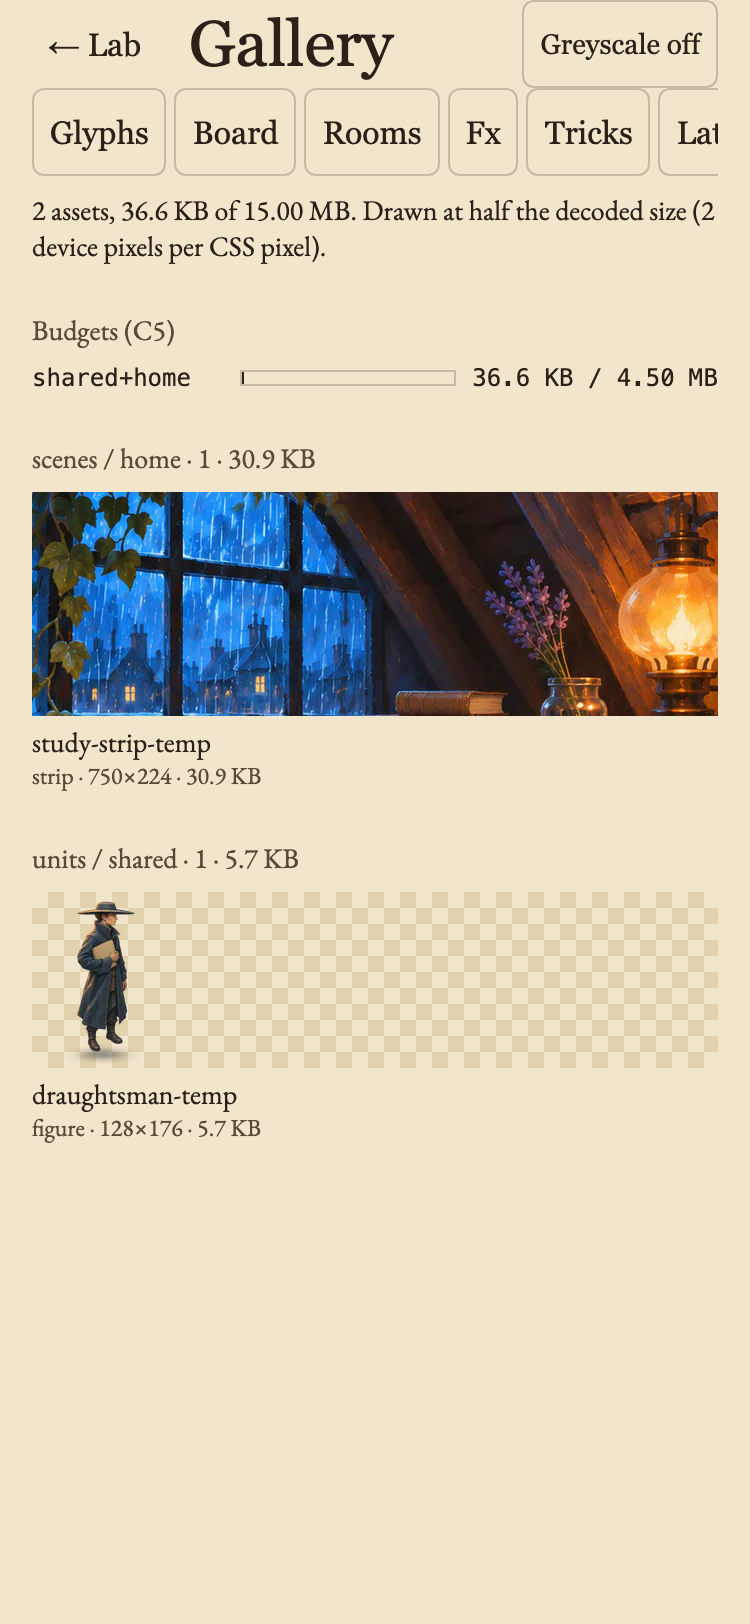 ← Lab Gallery Greyscale off
Glyphs Board Rooms Fx Tricks Lat
2 assets, 36.6 KB of 15.00 MB. Drawn at half the decoded size (2
device pixels per CSS pixel).
Budgets (C5)
shared+home 36.6 KB / 4.50 MB
scenes / home · 1 · 30.9 KB
study-strip-temp
strip · 750×224 · 30.9 KB
units / shared · 1 · 5.7 KB
draughtsman-temp
figure · 128×176 · 5.7 KB